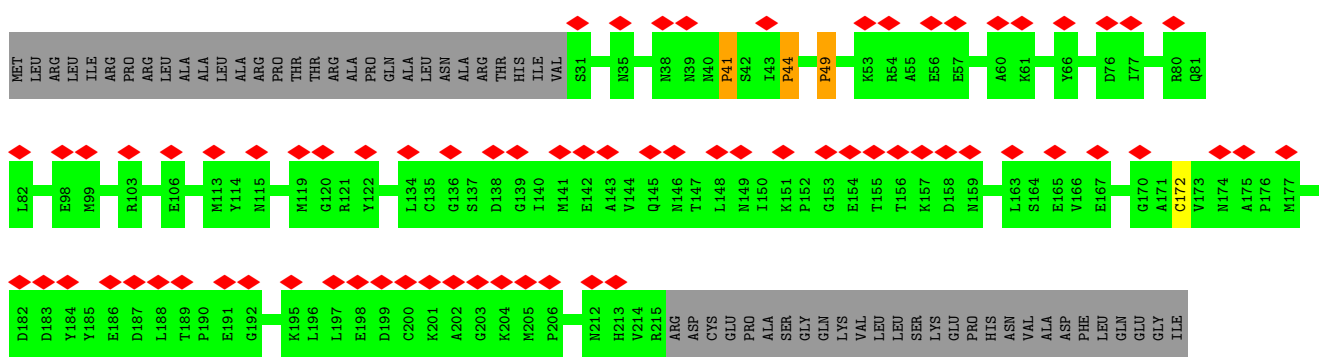 MET LEU ARG LEU ILE ARG PRO ARG LEU ALA ALA LEU ALA ARG PRO THR THR ARG ALA PRO GLN ALA LEU ASN ALA ARG THR HIS ILE VAL S31 N35 N38 N39 N40 P41 S42 I43 P44 P49 K53 R54 A55 E56 E57 A60 K61 Y66 D76 I77 R80 Q81
L82 E98 M99 R103 E106 M113 Y114 N115 M119 G120 R121 Y122 L134 C135 G136 S137 D138 G139 I140 M141 E142 A143 V144 Q145 N146 T147 L148 N149 I150 K151 P152 G153 E154 T155 T156 K157 D158 N159 L163 S164 E165 V166 E167 G170 A171 C172 V173 N174 A175 P176 M177
D182 D183 Y184 Y185 E186 D187 L188 T189 P190 E191 G192 K195 L196 L197 E198 D199 C200 K201 A202 G203 K204 M205 P206 N212 H213 V214 R215 ARG ASP CYS GLU PRO ALA SER GLY GLN LYS VAL LEU LEU SER LYS GLU PRO HIS ASN VAL ALA ASP PHE LEU GLN GLU GLY ILE